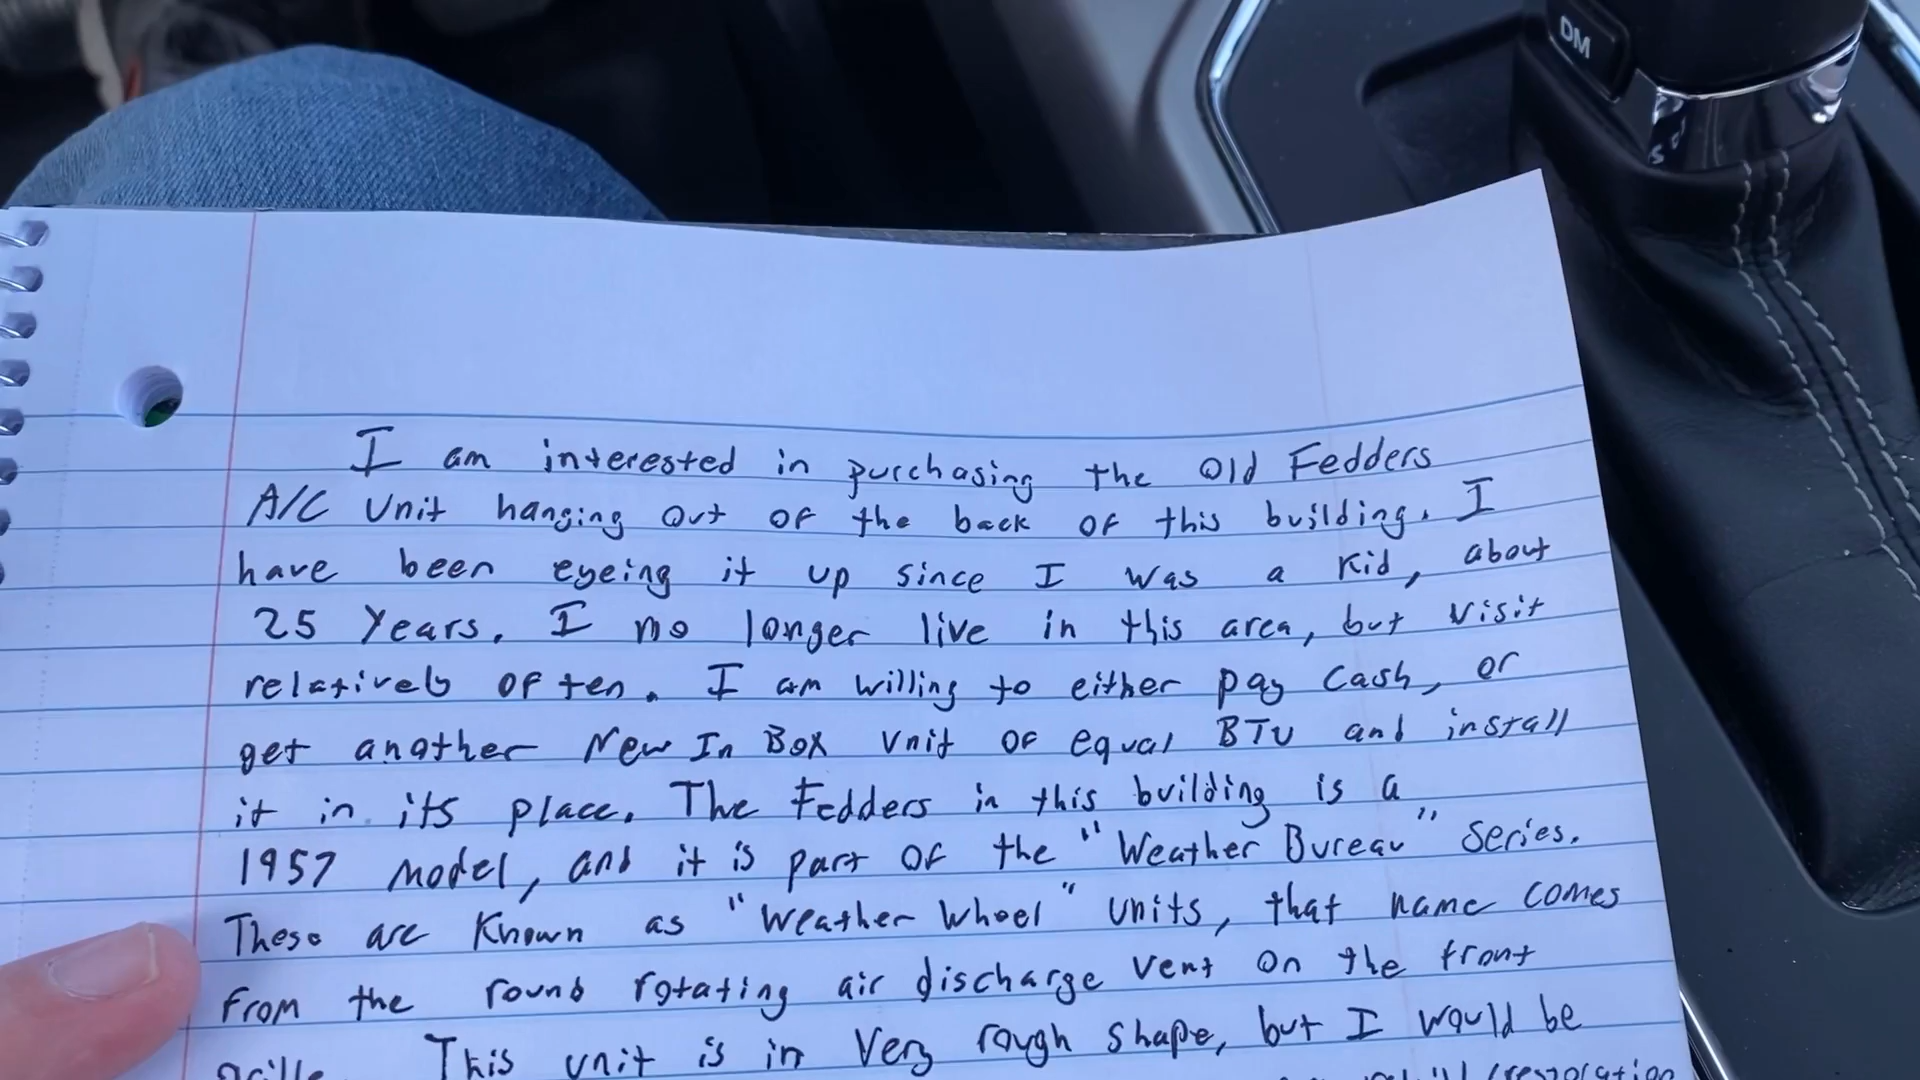 DM
I am interested in purchasing the Old Fedders
A/C Unit hanging out of the back of this building. I
have been eyeing it up since I was a kid, about
25 Years. I no longer live in this area, but visit
relatively often. I am willing to either pay cash, or
get another New In Box Unit of equal BTU and install
it in its place. The Fedders in this building is a
1957 Model, and it is part of the "Weather Bureau" Series.
These are Known as "Weather Wheel" units, that name comes
from the round rotating air discharge vent on the front
grille. This unit is in Very rough shape, but I would be